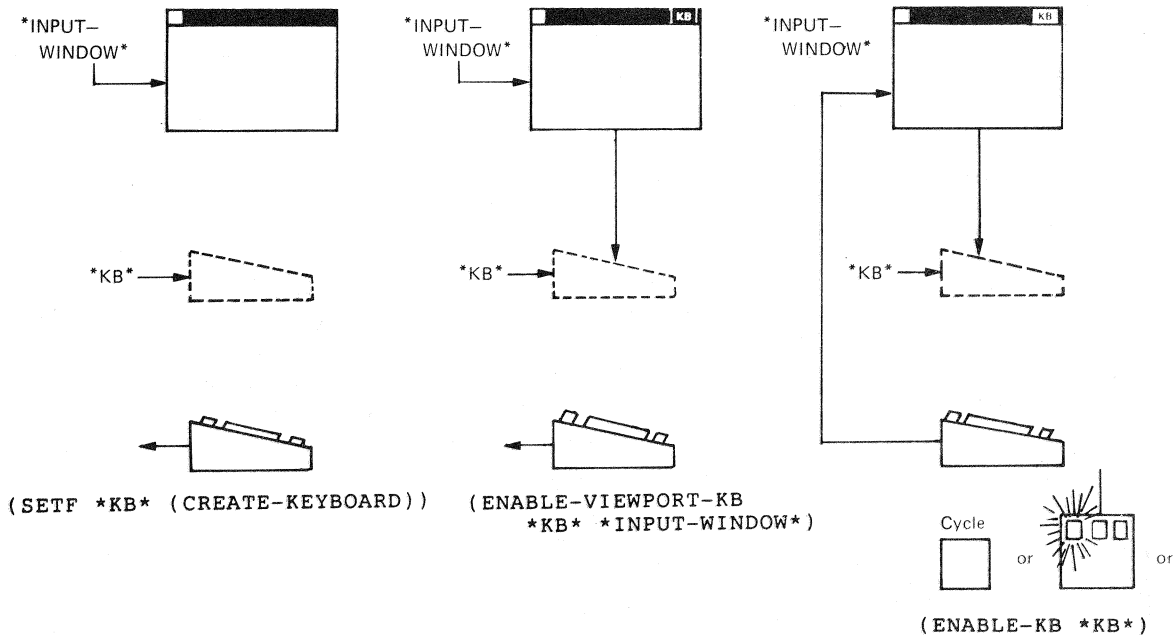 *INPUT-
WINDOW*
*KB*
(SETF *KB* (CREATE-KEYBOARD))
*INPUT-
WINDOW*
KB
*KB*
(ENABLE-VIEWPORT-KB
*KB* *INPUT-WINDOW*)
*INPUT-
WINDOW*
KB
*KB*
Cycle
or
or
(ENABLE-KB *KB*)